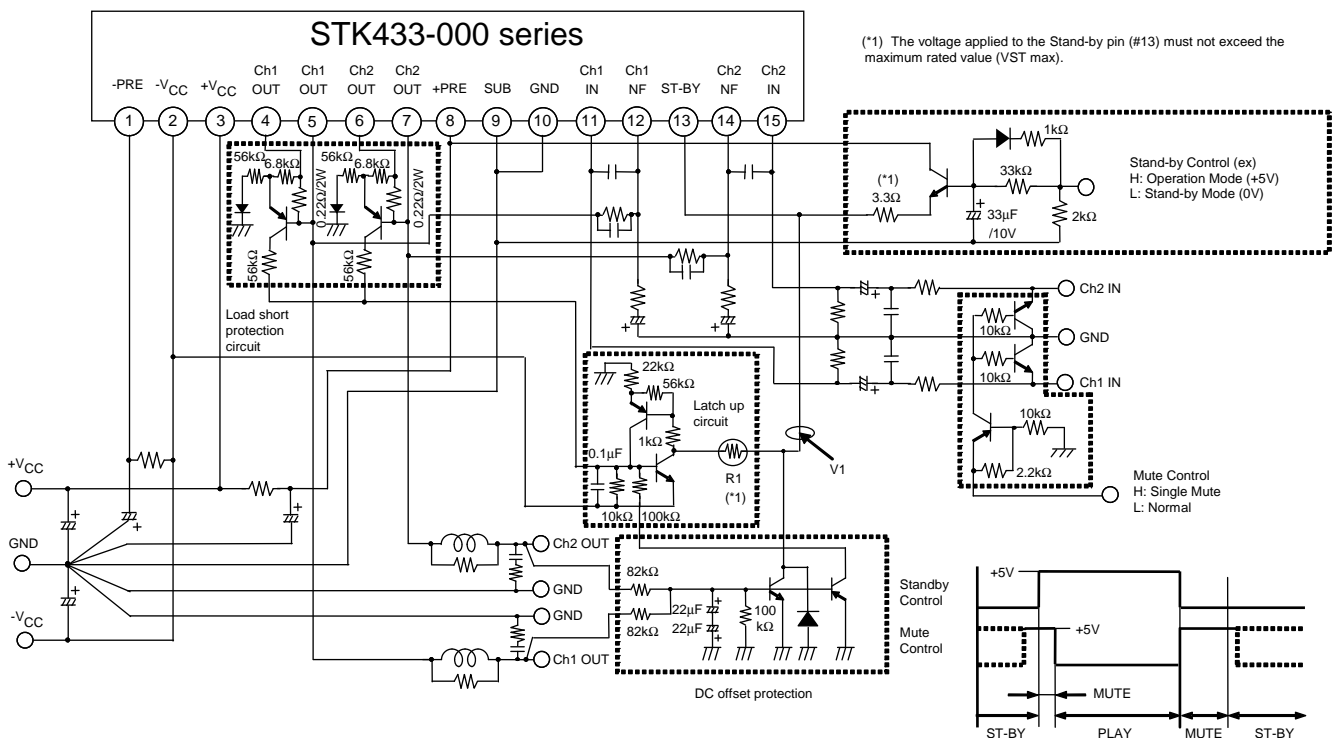 STK433-000 series
(*1) The voltage applied to the Stand-by pin (#13) must not exceed the
maximum rated value (VST max).
-PRE
-VCC
+VCC
Ch1
OUT
Ch1
OUT
Ch2
OUT
Ch2
OUT
+PRE
SUB
GND
Ch1
IN
Ch1
NF
ST-BY
Ch2
NF
Ch2
IN
1
2
3
4
5
6
7
8
9
10
11
12
13
14
15
56kΩ
6.8kΩ
0.22Ω/2W
56kΩ
56kΩ
6.8kΩ
0.22Ω/2W
56kΩ
Load short
protection
circuit
1kΩ
33kΩ
(*1)
3.3Ω
33µF
/10V
2kΩ
Stand-by Control (ex)
H: Operation Mode (+5V)
L: Stand-by Mode (0V)
Ch2 IN
10kΩ
GND
10kΩ
Ch1 IN
10kΩ
2.2kΩ
Mute Control
H: Single Mute
L: Normal
22kΩ
56kΩ
Latch up
circuit
1kΩ
0.1µF
R1
(*1)
V1
10kΩ
100kΩ
+VCC
GND
-VCC
Ch2 OUT
GND
GND
Ch1 OUT
82kΩ
82kΩ
22µF
22µF
100
kΩ
DC offset protection
Standby
Control
Mute
Control
+5V
+5V
MUTE
ST-BY
PLAY
MUTE
ST-BY